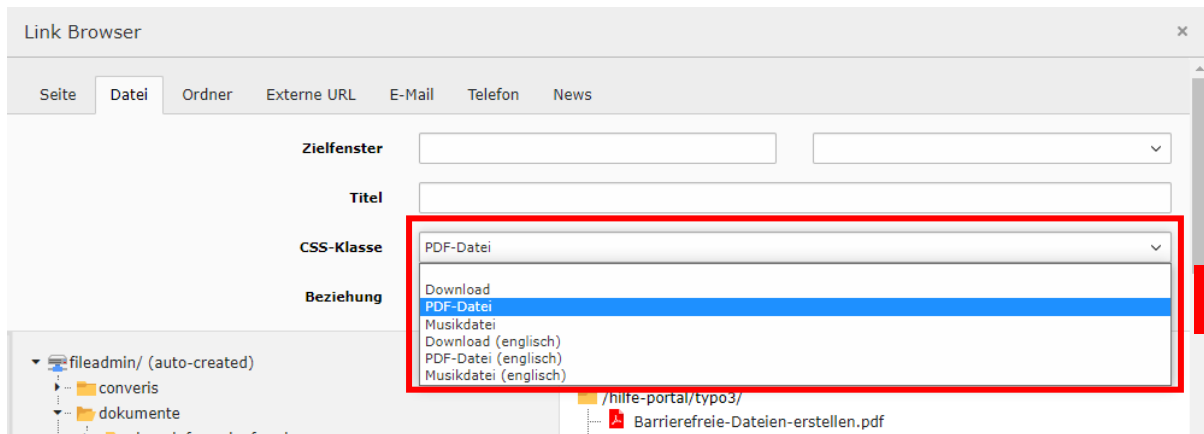 Link Browser ×
Seite Datei Ordner Externe URL E-Mail Telefon News
Zielfenster
Titel
CSS-Klasse PDF-Datei
Download
PDF-Datei
Musikdatei
Download (englisch)
PDF-Datei (englisch)
Musikdatei (englisch)
Beziehung
fileadmin/ (auto-created)
converis
dokumente
/hilfe-portal/typo3/
Barrierefreie-Dateien-erstellen.pdf